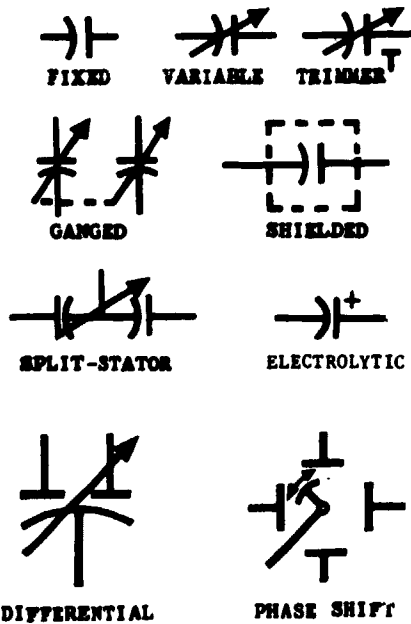 FIXED VARIABLE TRIMMER T
GANGED SHIELDED
+
SPLIT-STATOR ELECTROLYTIC
DIFFERENTIAL PHASE SHIFT